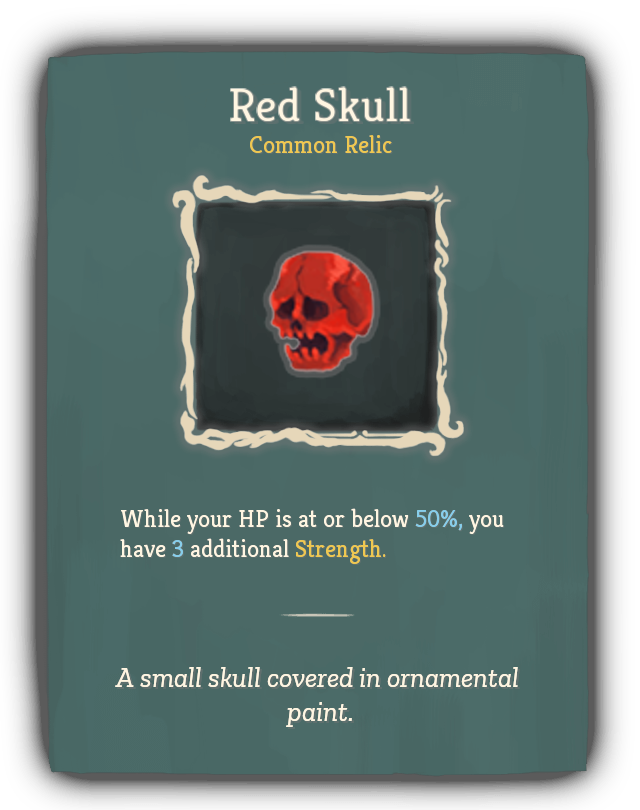 Red Skull
Common Relic
While your HP is at or below 50%, you
have 3 additional Strength.
A small skull covered in ornamental
paint.